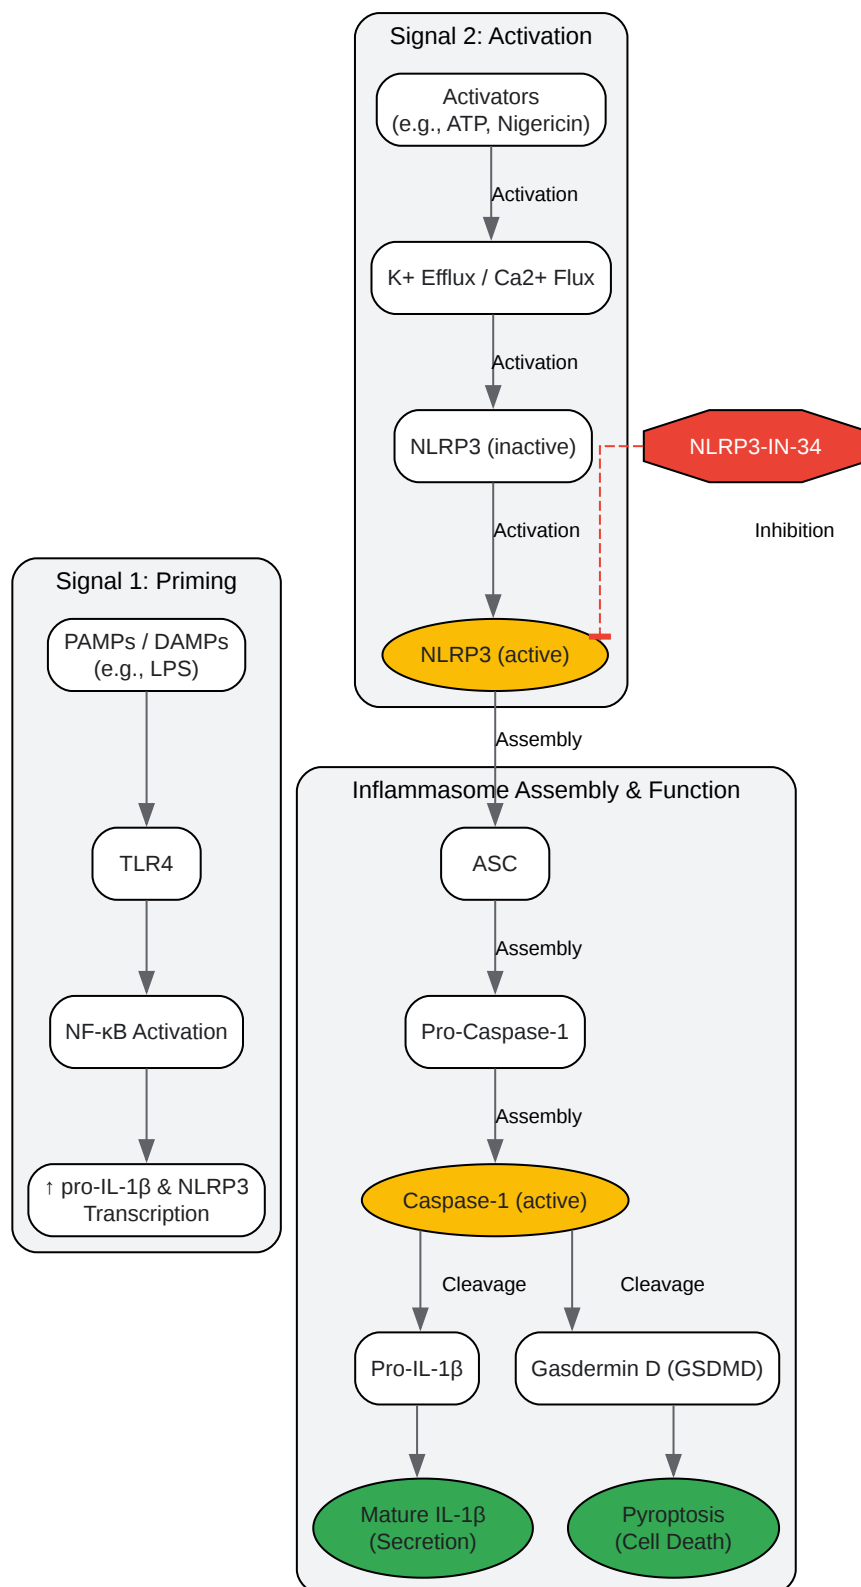 Signal 2: Activation
Activators
(e.g., ATP, Nigericin)
Activation
K+ Efflux / Ca2+ Flux
Activation
NLRP3 (inactive)
NLRP3-IN-34
Activation
Inhibition
Signal 1: Priming
PAMPs / DAMPs
(e.g., LPS)
NLRP3 (active)
Assembly
Inflammasome Assembly & Function
TLR4
ASC
Assembly
NF-κB Activation
Pro-Caspase-1
Assembly
↑ pro-IL-1β & NLRP3
Transcription
Caspase-1 (active)
Cleavage
Cleavage
Pro-IL-1β
Gasdermin D (GSDMD)
Mature IL-1β
(Secretion)
Pyroptosis
(Cell Death)